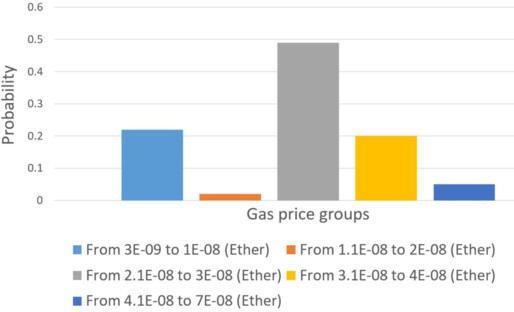 0.6
0.5
0.4
0.3
0.2
0.1
0
Probability
Gas price groups
From 3E-09 to 1E-08 (Ether) From 1.1E-08 to 2E-08 (Ether)
From 2.1E-08 to 3E-08 (Ether) From 3.1E-08 to 4E-08 (Ether)
From 4.1E-08 to 7E-08 (Ether)